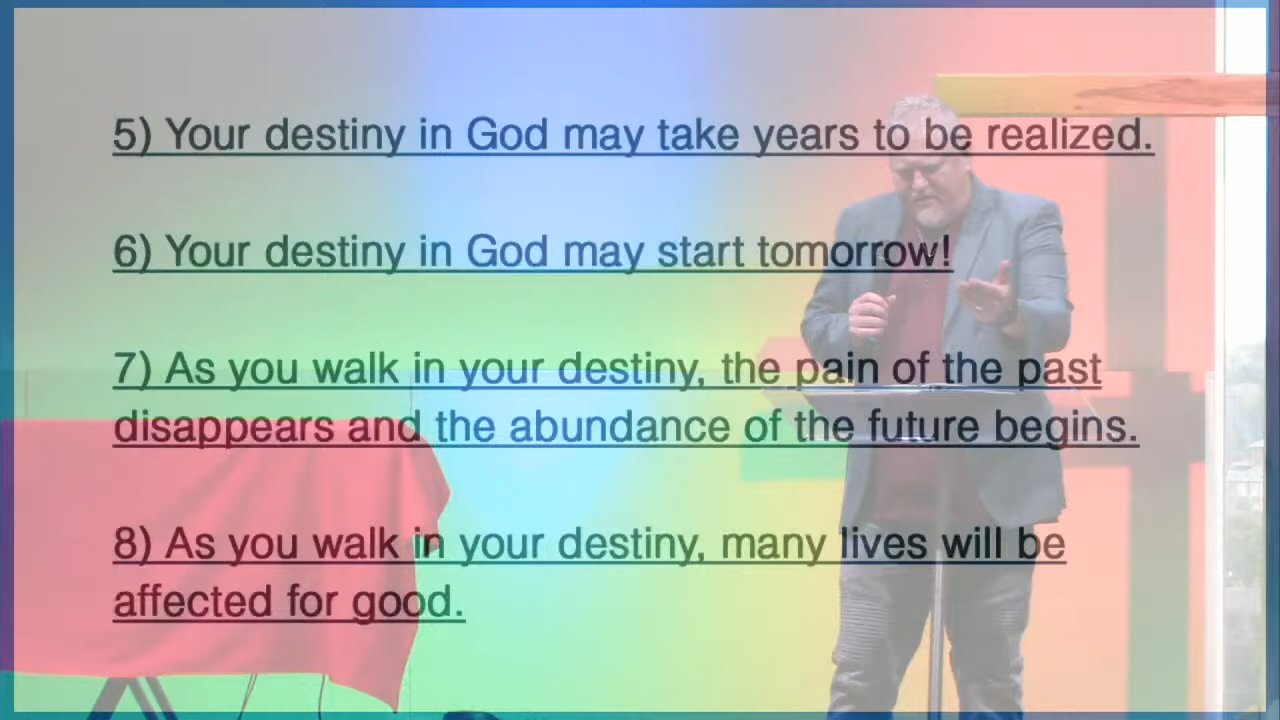 5) Your destiny in God may take years to be realized.
6) Your destiny in God may start tomorrow!
7) As you walk in your destiny, the pain of the past
disappears and the abundance of the future begins.
8) As you walk in your destiny, many lives will be
affected for good.